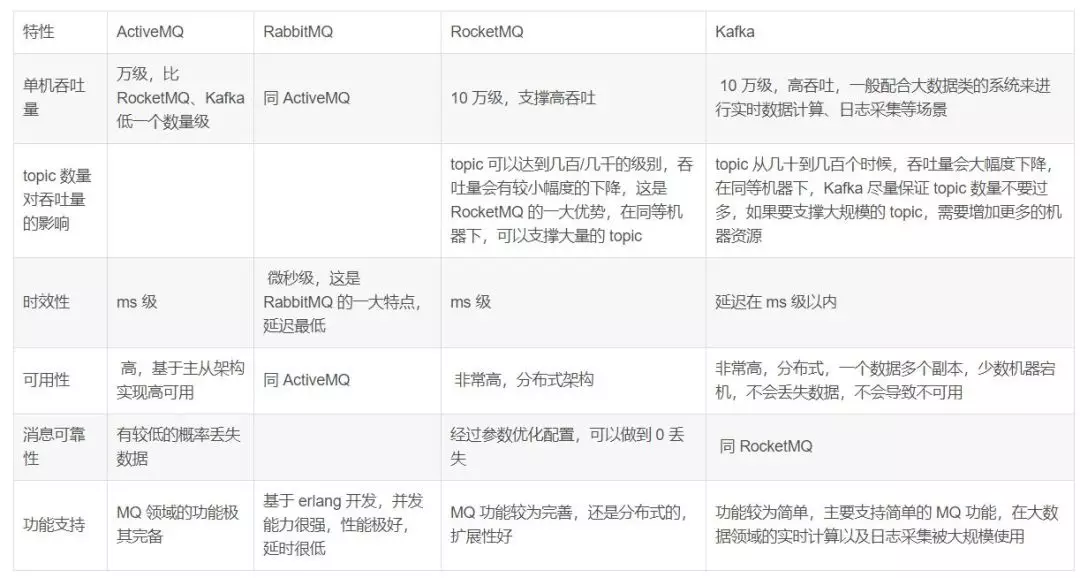 特性 ActiveMQ RabbitMQ RocketMQ Kafka
单机吞吐
量
万级，比
RocketMQ、Kafka
低一个数量级
同 ActiveMQ
10 万级，支撑高吞吐
10 万级，高吞吐，一般配合大数据类的系统来进
行实时数据计算、日志采集等场景
topic 数量
对吞吐量
的影响
topic 可以达到几百/几千的级别，吞
吐量会有较小幅度的下降，这是
RocketMQ 的一大优势，在同等机
器下，可以支撑大量的 topic
topic 从几十到几百个时候，吞吐量会大幅度下降，
在同等机器下，Kafka 尽量保证 topic 数量不要过
多，如果要支撑大规模的 topic，需要增加更多的机
器资源
时效性
ms 级
微秒级，这是
RabbitMQ 的一大特点，
延迟最低
ms 级
延迟在 ms 级以内
可用性
高，基于主从架构
实现高可用
同 ActiveMQ
非常高，分布式架构
非常高，分布式，一个数据多个副本，少数机器宕
机，不会丢失数据，不会导致不可用
消息可靠
性
有较低的概率丢失
数据
经过参数优化配置，可以做到 0 丢
失
同 RocketMQ
功能支持
MQ 领域的功能极
其完备
基于 erlang 开发，并发
能力很强，性能极好，
延时很低
MQ 功能较为完善，还是分布式的，
扩展性好
功能较为简单，主要支持简单的 MQ 功能，在大数
据领域的实时计算以及日志采集被大规模使用